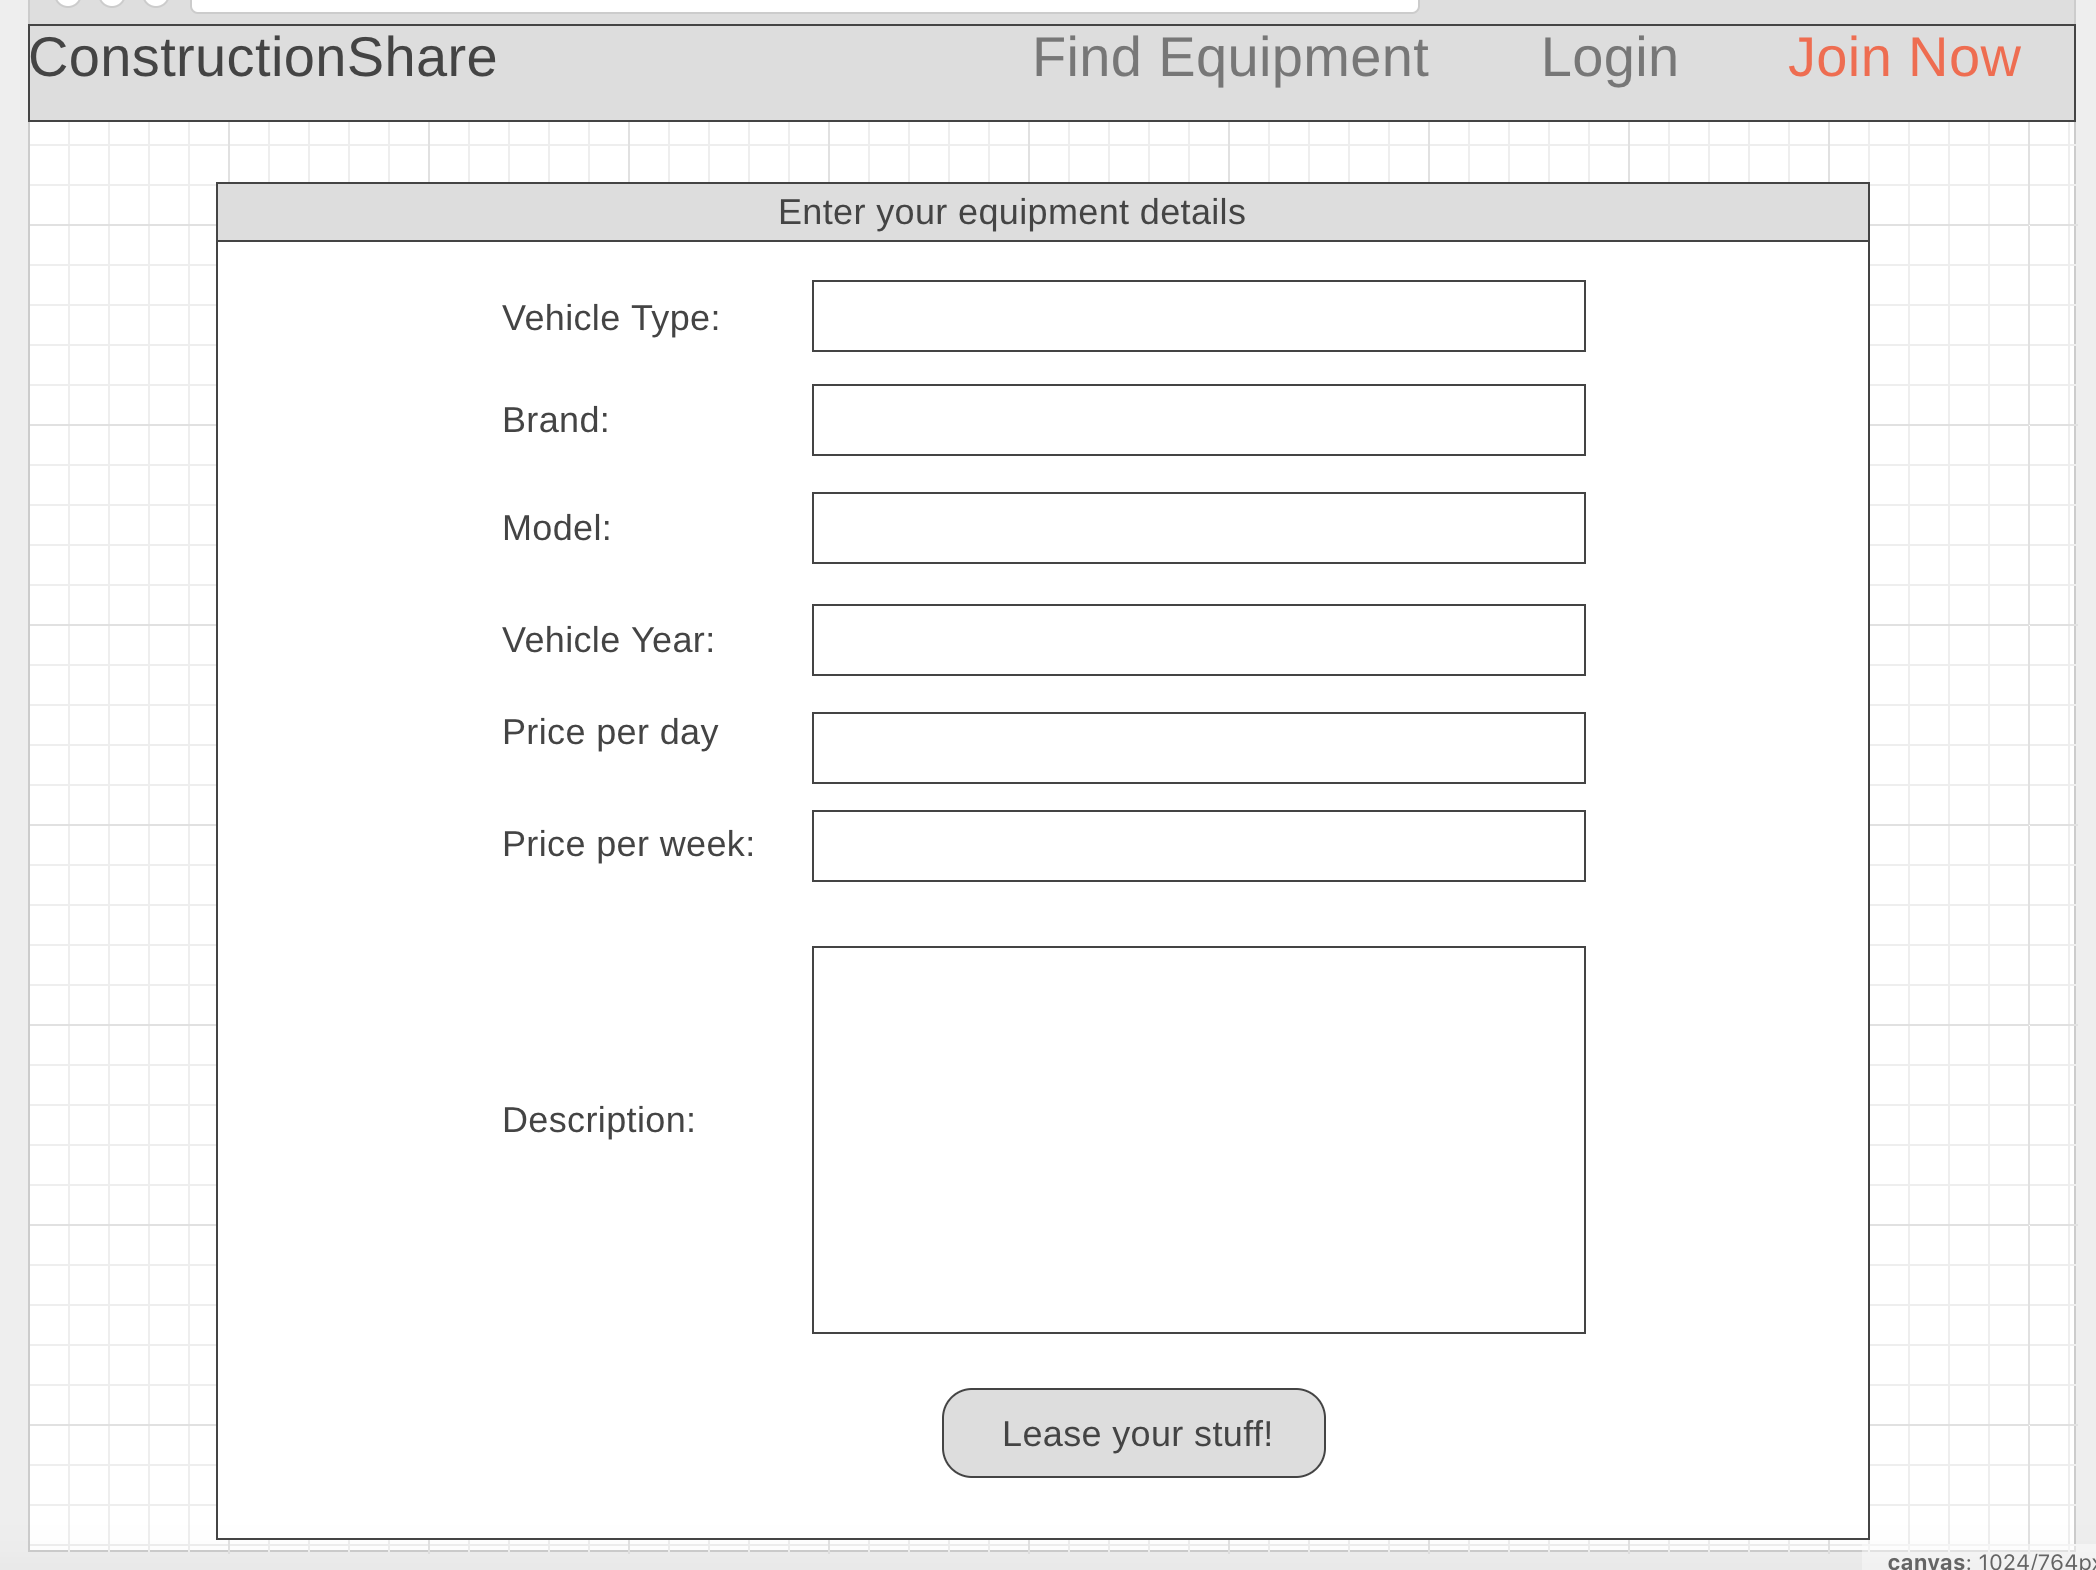 ConstructionShare Find Equipment Login Join Now
Enter your equipment details
Vehicle Type:
Brand:
Model:
Vehicle Year:
Price per day
Price per week:
Description:
Lease your stuff!
canvas: 1024/764px